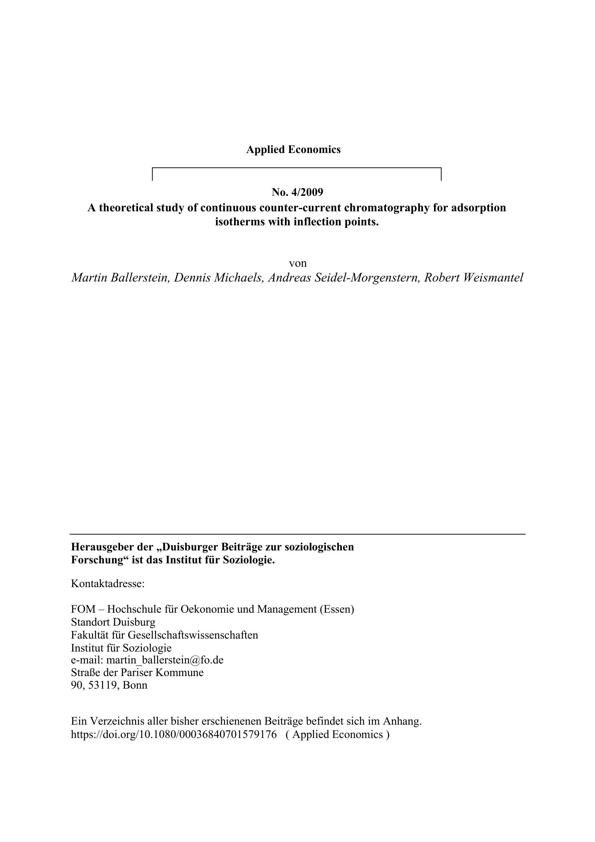 Applied Economics
No. 4/2009
A theoretical study of continuous counter-current chromatography for adsorption
isotherms with inflection points.
von
Martin Ballerstein, Dennis Michaels, Andreas Seidel-Morgenstern, Robert Weismantel
Herausgeber der „Duisburger Beiträge zur soziologischen
Forschung“ ist das Institut für Soziologie.
Kontaktadresse:
FOM – Hochschule für Oekonomie und Management (Essen)
Standort Duisburg
Fakultät für Gesellschaftswissenschaften
Institut für Soziologie
e-mail: martin_ballerstein@fo.de
Straße der Pariser Kommune
90, 53119, Bonn
Ein Verzeichnis aller bisher erschienenen Beiträge befindet sich im Anhang.
https://doi.org/10.1080/00036840701579176 ( Applied Economics )